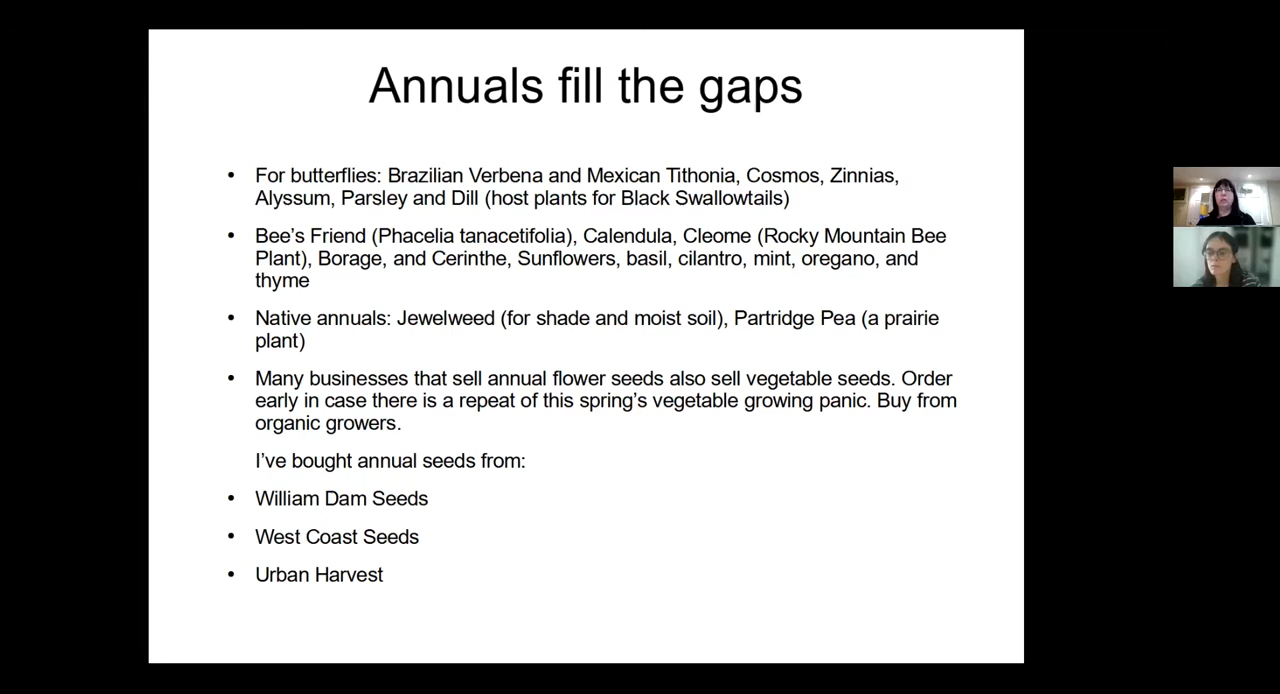 Annuals fill the gaps
• For butterflies: Brazilian Verbena and Mexican Tithonia, Cosmos, Zinnias,
Alyssum, Parsley and Dill (host plants for Black Swallowtails)
• Bee’s Friend (Phacelia tanacetifolia), Calendula, Cleome (Rocky Mountain Bee
Plant), Borage, and Cerinthe, Sunflowers, basil, cilantro, mint, oregano, and
thyme
• Native annuals: Jewelweed (for shade and moist soil), Partridge Pea (a prairie
plant)
• Many businesses that sell annual flower seeds also sell vegetable seeds. Order
early in case there is a repeat of this spring’s vegetable growing panic. Buy from
organic growers.
I’ve bought annual seeds from:
• William Dam Seeds
• West Coast Seeds
• Urban Harvest